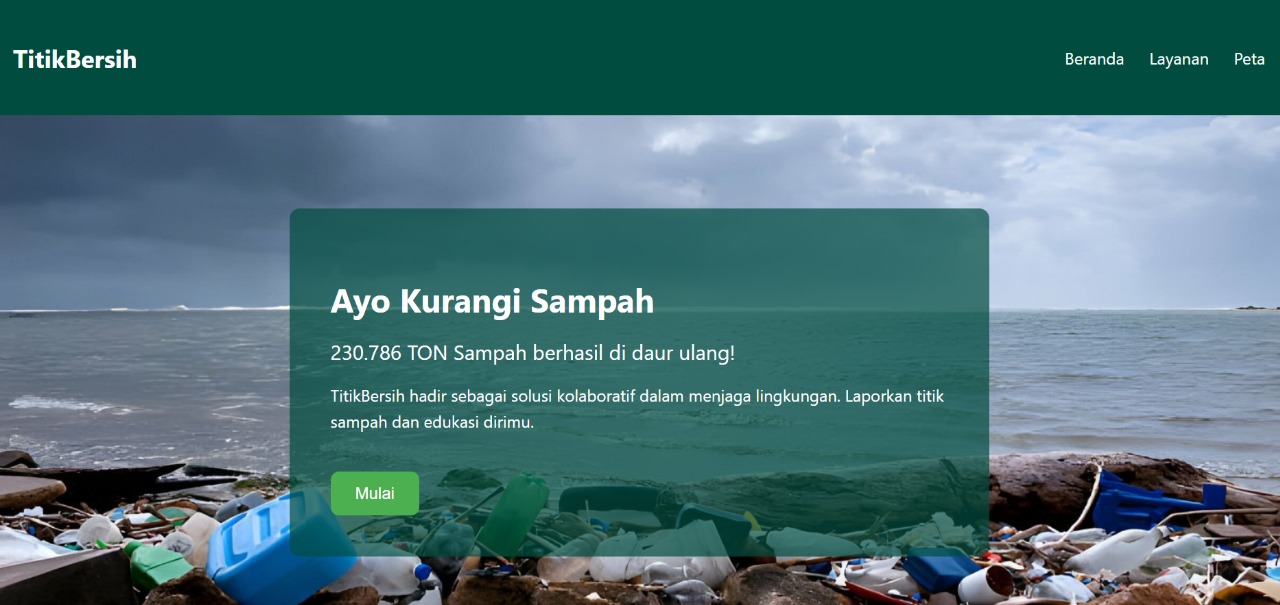 TitikBersih
Beranda Layanan Peta
Ayo Kurangi Sampah
230.786 TON Sampah berhasil di daur ulang!
TitikBersih hadir sebagai solusi kolaboratif dalam menjaga lingkungan. Laporkan titik
sampah dan edukasi dirimu.
Mulai